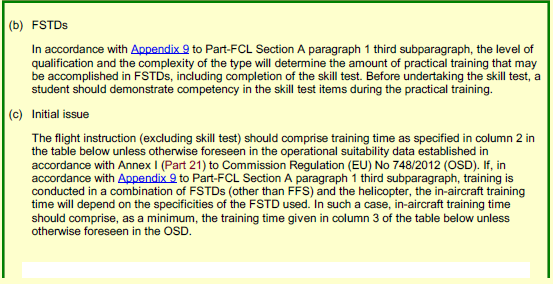 (b) FSTDs
In accordance with Appendix 9 to Part-FCL Section A paragraph 1 third subparagraph, the level of
qualification and the complexity of the type will determine the amount of practical training that may
be accomplished in FSTDs, including completion of the skill test. Before undertaking the skill test, a
student should demonstrate competency in the skill test items during the practical training.
(c) Initial issue
The flight instruction (excluding skill test) should comprise training time as specified in column 2 in
the table below unless otherwise foreseen in the operational suitability data established in
accordance with Annex I (Part 21) to Commission Regulation (EU) No 748/2012 (OSD). If, in
accordance with Appendix 9 to Part-FCL Section A paragraph 1 third subparagraph, training is
conducted in a combination of FSTDs (other than FFS) and the helicopter, the in-aircraft training
time will depend on the specificities of the FSTD used. In such a case, in-aircraft training time
should comprise, as a minimum, the training time given in column 3 of the table below unless
otherwise foreseen in the OSD.